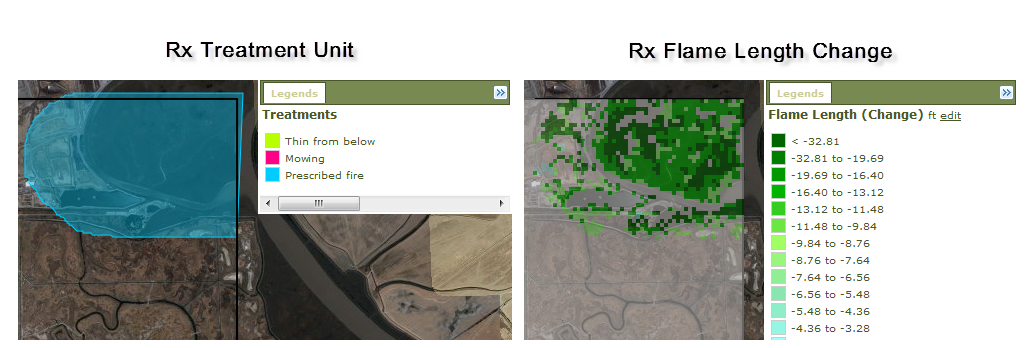 Rx Treatment Unit
Legends
Treatments
Thin from below
Mowing
Prescribed fire
Rx Flame Length Change
Legends
Flame Length (Change) ft edit
< -32.81
-32.81 to -19.69
-19.69 to -16.40
-16.40 to -13.12
-13.12 to -11.48
-11.48 to -9.84
-9.84 to -8.76
-8.76 to -7.64
-7.64 to -6.56
-6.56 to -5.48
-5.48 to -4.36
-4.36 to -3.28